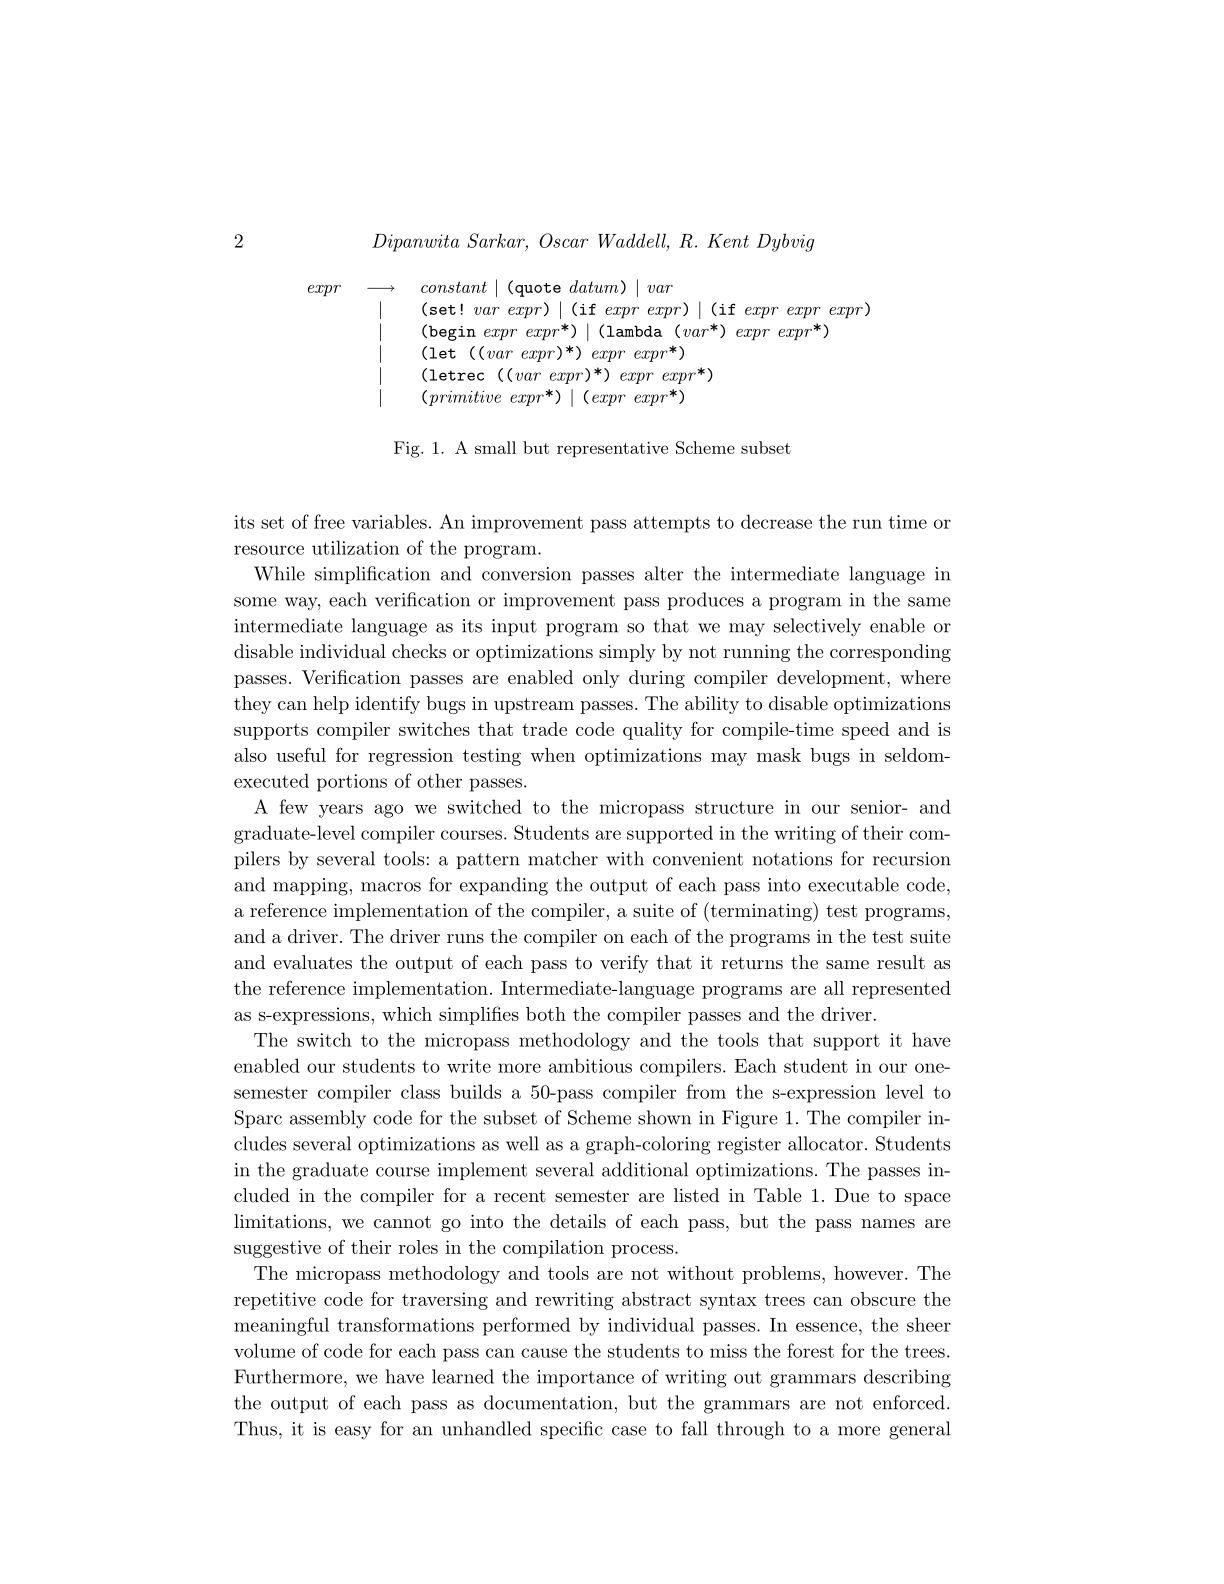 2 Dipanwita Sarkar, Oscar Waddell, R. Kent Dybvig
expr ⟶ constant | (quote datum) | var
| (set! var expr) | (if expr expr) | (if expr expr expr)
| (begin expr expr*) | (lambda (var*) expr expr*)
| (let ((var expr)*) expr expr*)
| (letrec ((var expr)*) expr expr*)
| (primitive expr*) | (expr expr*)
Fig. 1. A small but representative Scheme subset
its set of free variables. An improvement pass attempts to decrease the run time or
resource utilization of the program.
While simplification and conversion passes alter the intermediate language in
some way, each verification or improvement pass produces a program in the same
intermediate language as its input program so that we may selectively enable or
disable individual checks or optimizations simply by not running the corresponding
passes. Verification passes are enabled only during compiler development, where
they can help identify bugs in upstream passes. The ability to disable optimizations
supports compiler switches that trade code quality for compile-time speed and is
also useful for regression testing when optimizations may mask bugs in seldom-
executed portions of other passes.
A few years ago we switched to the micropass structure in our senior- and
graduate-level compiler courses. Students are supported in the writing of their com-
pilers by several tools: a pattern matcher with convenient notations for recursion
and mapping, macros for expanding the output of each pass into executable code,
a reference implementation of the compiler, a suite of (terminating) test programs,
and a driver. The driver runs the compiler on each of the programs in the test suite
and evaluates the output of each pass to verify that it returns the same result as
the reference implementation. Intermediate-language programs are all represented
as s-expressions, which simplifies both the compiler passes and the driver.
The switch to the micropass methodology and the tools that support it have
enabled our students to write more ambitious compilers. Each student in our one-
semester compiler class builds a 50-pass compiler from the s-expression level to
Sparc assembly code for the subset of Scheme shown in Figure 1. The compiler in-
cludes several optimizations as well as a graph-coloring register allocator. Students
in the graduate course implement several additional optimizations. The passes in-
cluded in the compiler for a recent semester are listed in Table 1. Due to space
limitations, we cannot go into the details of each pass, but the pass names are
suggestive of their roles in the compilation process.
The micropass methodology and tools are not without problems, however. The
repetitive code for traversing and rewriting abstract syntax trees can obscure the
meaningful transformations performed by individual passes. In essence, the sheer
volume of code for each pass can cause the students to miss the forest for the trees.
Furthermore, we have learned the importance of writing out grammars describing
the output of each pass as documentation, but the grammars are not enforced.
Thus, it is easy for an unhandled specific case to fall through to a more general